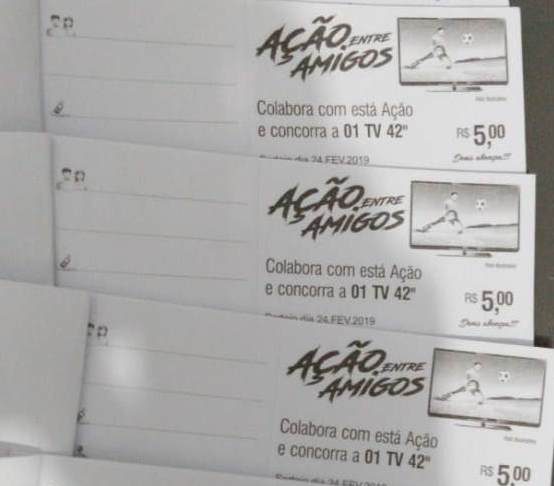 AÇÃO ENTRE
AMIGOS
Colabora com está Ação
e concorra a 01 TV 42"
R$ 5,00
Deus abençoe!!!
Sorteio dia 24.FEV.2019
AÇÃO ENTRE
AMIGOS
Colabora com está Ação
e concorra a 01 TV 42"
R$ 5,00
Deus abençoe!!!
Sorteio dia 24.FEV.2019
AÇÃO ENTRE
AMIGOS
Colabora com está Ação
e concorra a 01 TV 42"
R$ 5,00